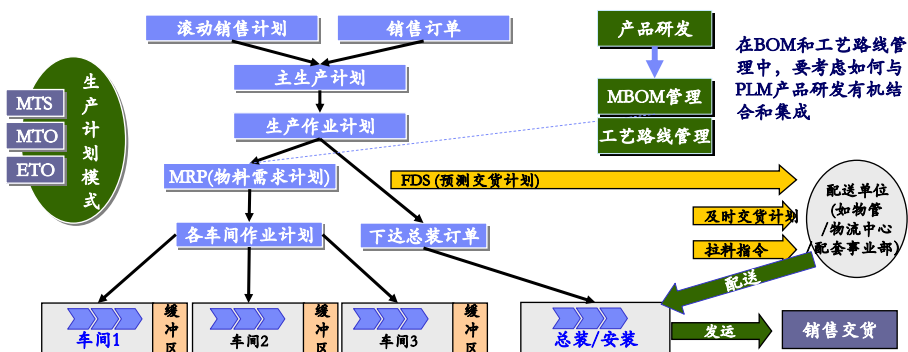 滚动销售计划
销售订单
产品研发
在BOM和工艺路线管
理中，要考虑如何与
PLM产品研发有机结
合和集成
主生产计划
MBOM管理
工艺路线管理
生产作业计划
生产计划模式
MTS
MTO
ETO
MRP(物料需求计划)
FDS (预测交货计划)
配送单位
(如物管
/物流中心
/配套事业部)
及时交货计划
拉料指令
各车间作业计划
下达总装订单
配送
车间1
缓冲区
车间2
缓冲区
车间3
缓冲区
总装/安装
发运
销售交货